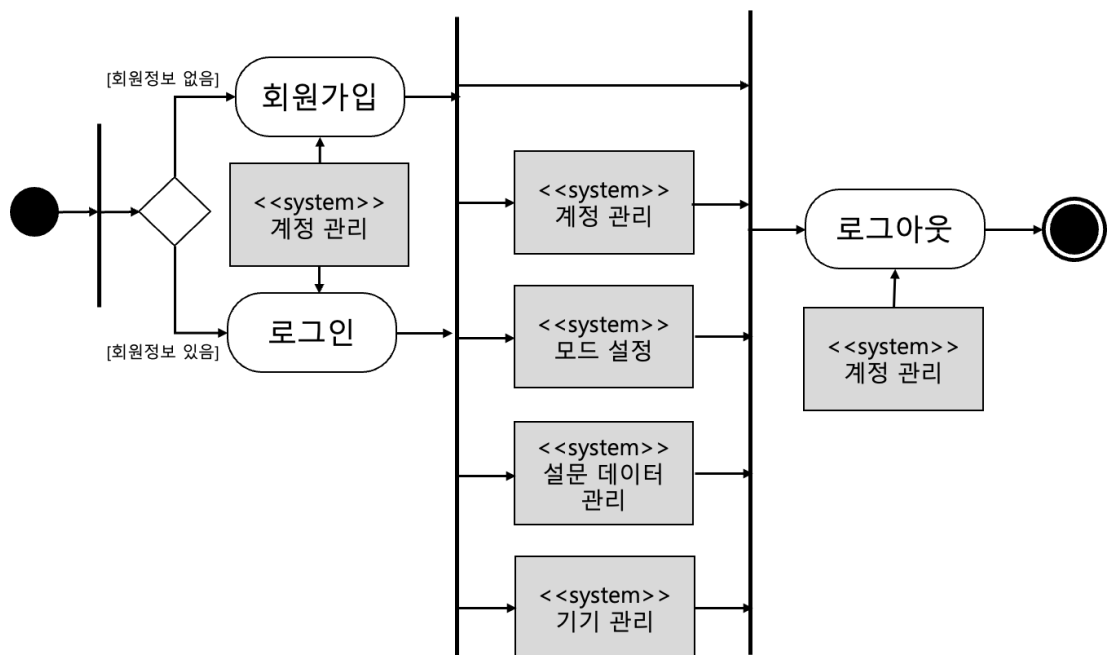 [회원정보 없음]
회원가입
<<system>>
계정 관리
로그인
[회원정보 있음]
<<system>>
계정 관리
<<system>>
모드 설정
<<system>>
설문 데이터
관리
<<system>>
기기 관리
로그아웃
<<system>>
계정 관리